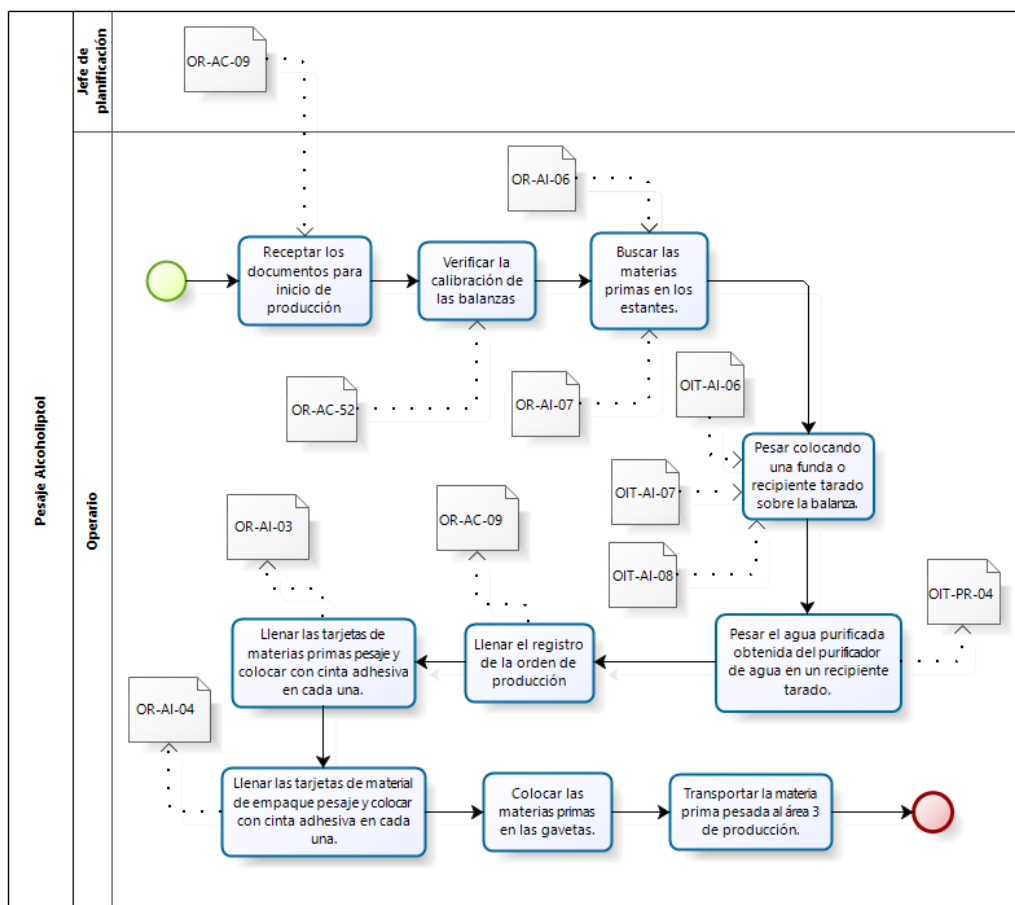 Pesaje Alcoholiptol
Jefe de
planificación
Operario
OR-AC-09
OR-AI-06
Receptar los
documentos para
inicio de
producción
Verificar la
calibración de
las balanzas
Buscar las
materias
primas en los
estantes.
OR-AC-52
OR-AI-07
OIT-AI-06
Pesar colocando
una funda o
recipiente tarado
sobre la balanza.
OIT-AI-07
OIT-AI-08
OR-AI-03
OR-AC-09
OIT-PR-04
Llenar las tarjetas de
materias primas pesaje y
colocar con cinta adhesiva
en cada una.
Llenar el registro
de la orden de
producción
Pesar el agua purificada
obtenida del purificador
de agua en un recipiente
tarado.
OR-AI-04
Llenar las tarjetas de material
de empaque pesaje y colocar
con cinta adhesiva en cada
una.
Colocar las
materias primas
en las gavetas.
Transportar la materia
prima pesada al área 3
de producción.